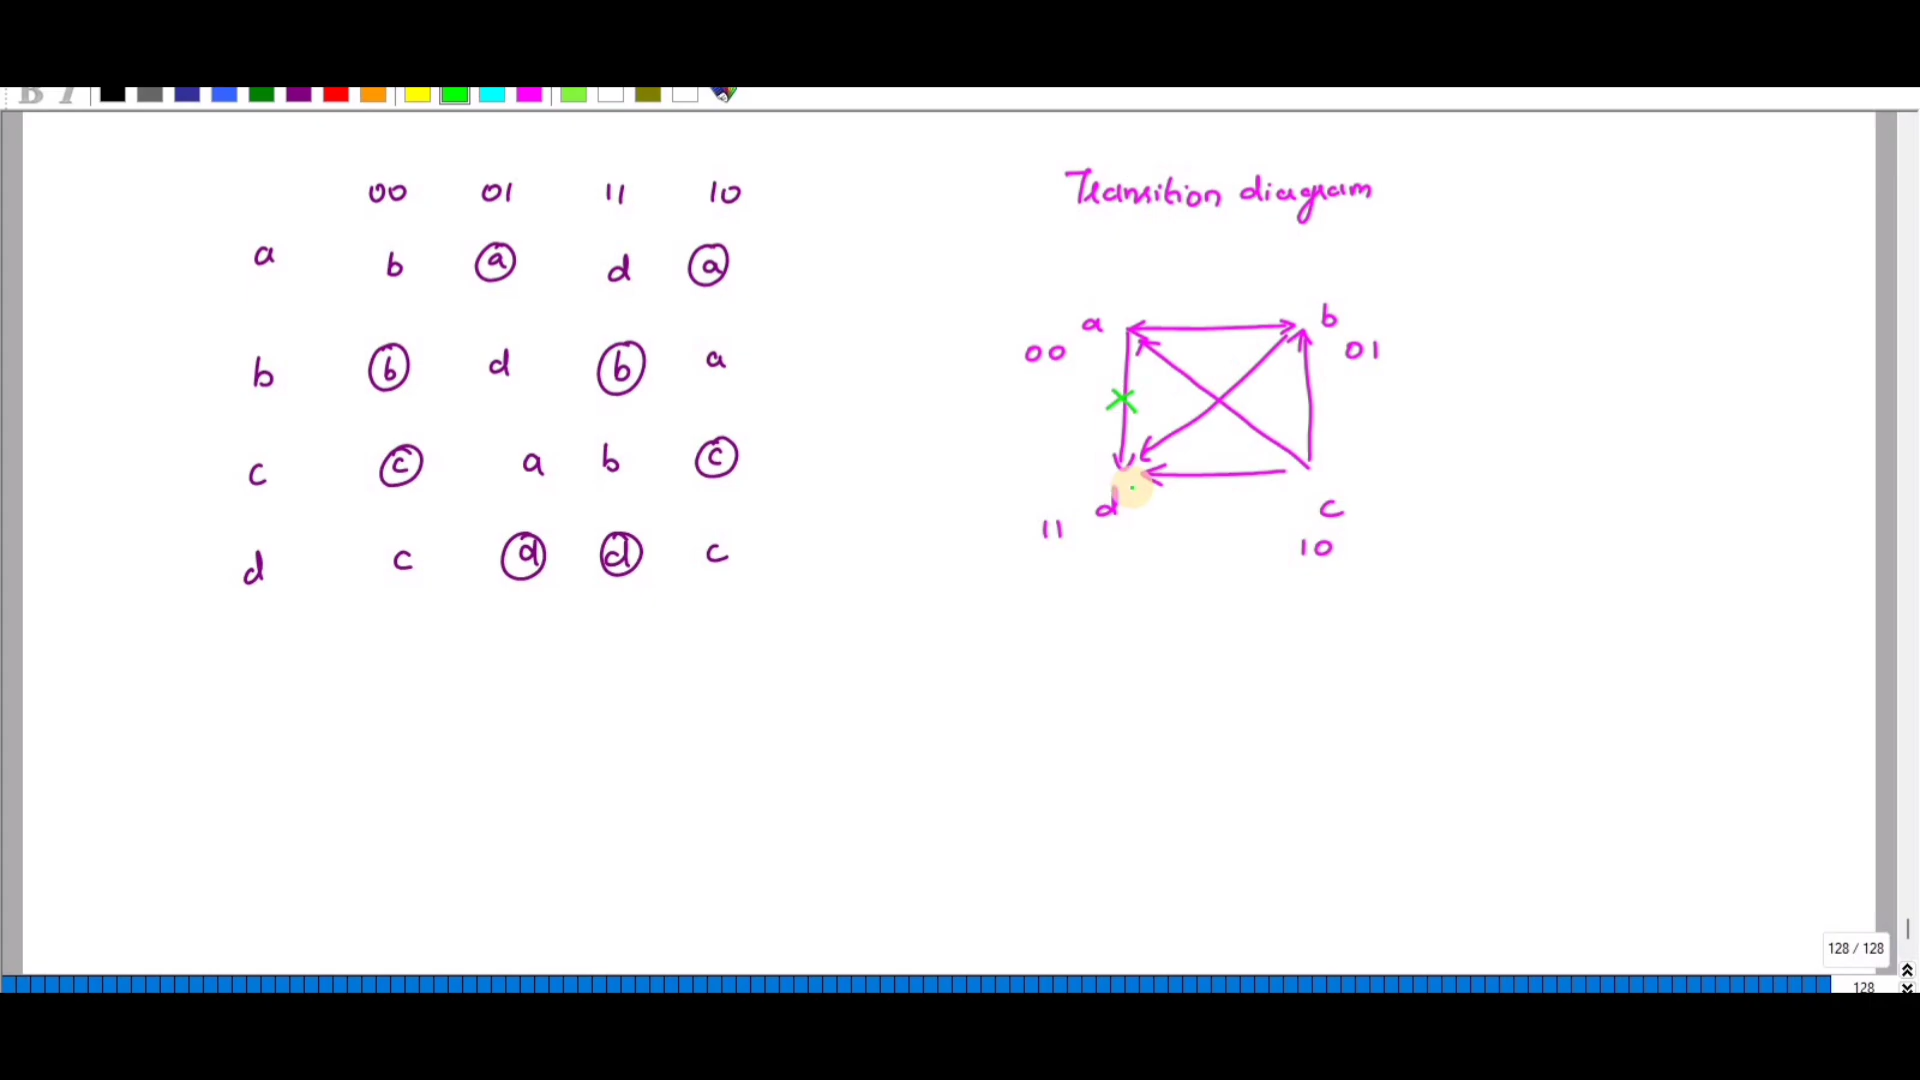 B I
00 01 11 10
a b a d a
b b d b a
c c a b c
d c d d c
Transition diagram
a b
00 01
d c
11 10
128 / 128
128